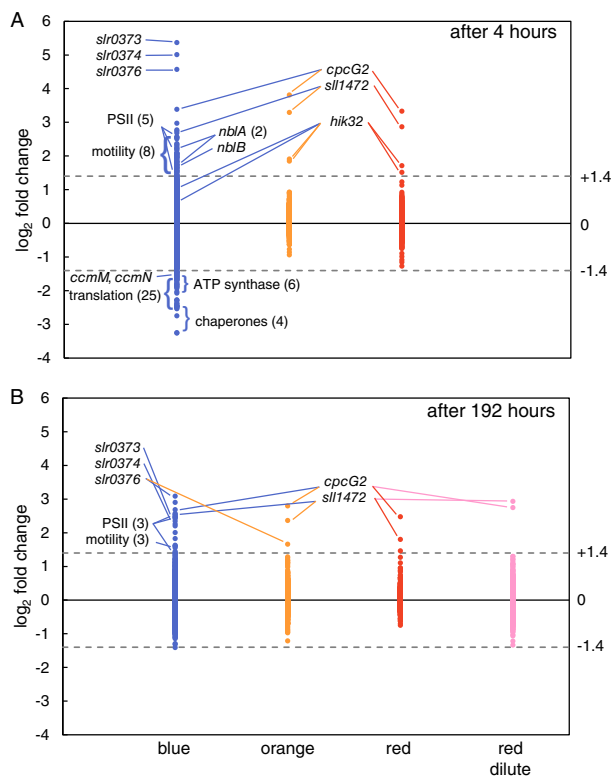 A
after 4 hours
log2 fold change
6
5
4
3
2
1
0
-1
-2
-3
-4
slr0373
slr0374
slr0376
cpcG2
sll1472
hik32
PSII (5)
motility (8)
nblA (2)
nblB
+1.4
0
-1.4
ccmM, ccmN
translation (25)
ATP synthase (6)
chaperones (4)
B
after 192 hours
log2 fold change
6
5
4
3
2
1
0
-1
-2
-3
-4
slr0373
slr0374
slr0376
cpcG2
sll1472
PSII (3)
motility (3)
+1.4
0
-1.4
blue
orange
red
red
dilute